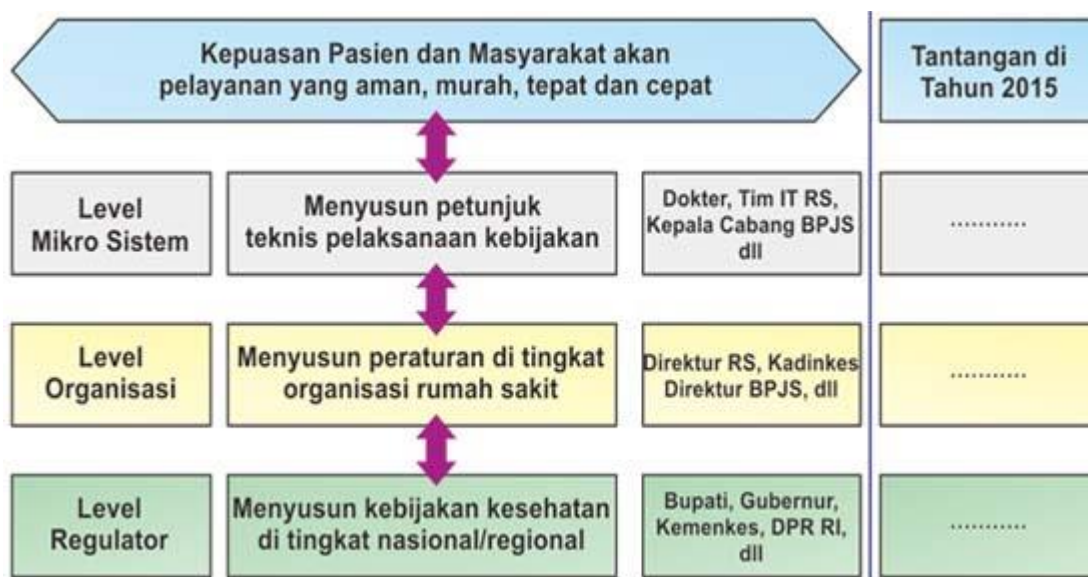 Kepuasan Pasien dan Masyarakat akan
pelayanan yang aman, murah, tepat dan cepat
Tantangan di
Tahun 2015
Level
Mikro Sistem
Menyusun petunjuk
teknis pelaksanaan kebijakan
Dokter, Tim IT RS,
Kepala Cabang BPJS
dll
...........
Level
Organisasi
Menyusun peraturan di tingkat
organisasi rumah sakit
Direktur RS, Kadinkes
Direktur BPJS, dll
...........
Level
Regulator
Menyusun kebijakan kesehatan
di tingkat nasional/regional
Bupati, Gubernur,
Kemenkes, DPR RI,
dll
...........